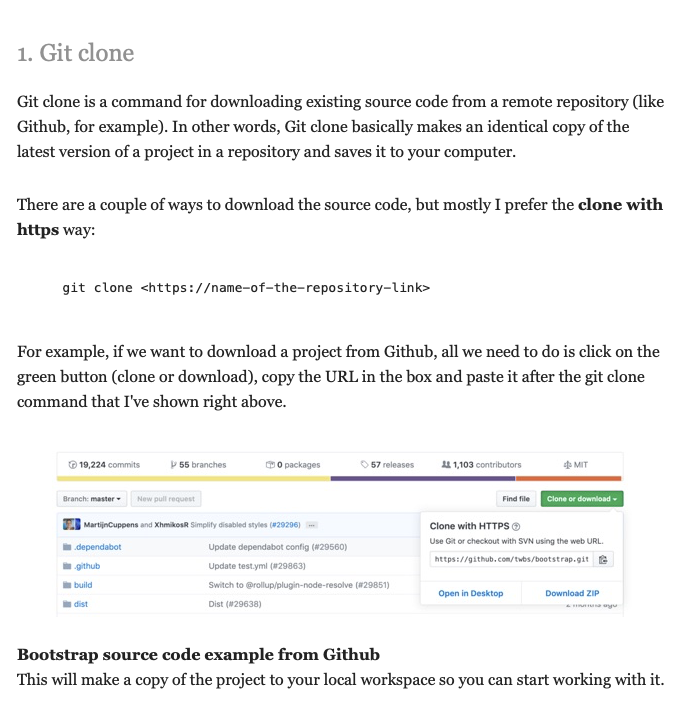 1. Git clone
Git clone is a command for downloading existing source code from a remote repository (like
Github, for example). In other words, Git clone basically makes an identical copy of the
latest version of a project in a repository and saves it to your computer.
There are a couple of ways to download the source code, but mostly I prefer the clone with
https way:
git clone <https://name-of-the-repository-link>
For example, if we want to download a project from Github, all we need to do is click on the
green button (clone or download), copy the URL in the box and paste it after the git clone
command that I've shown right above.
19,224 commits 55 branches 0 packages 57 releases 1,103 contributors MIT
Branch: master New pull request Find file Clone or download
MartijnCuppens and XhmikosR Simplify disabled styles (#29296)
Clone with HTTPS
Use Git or checkout with SVN using the web URL.
.dependabot Update dependabot config (#29560)
https://github.com/twbs/bootstrap.git
.github Update test.yml (#29863)
build Switch to @rollup/plugin-node-resolve (#29851)
Open in Desktop Download ZIP
dist Dist (#29638)
Bootstrap source code example from Github
This will make a copy of the project to your local workspace so you can start working with it.